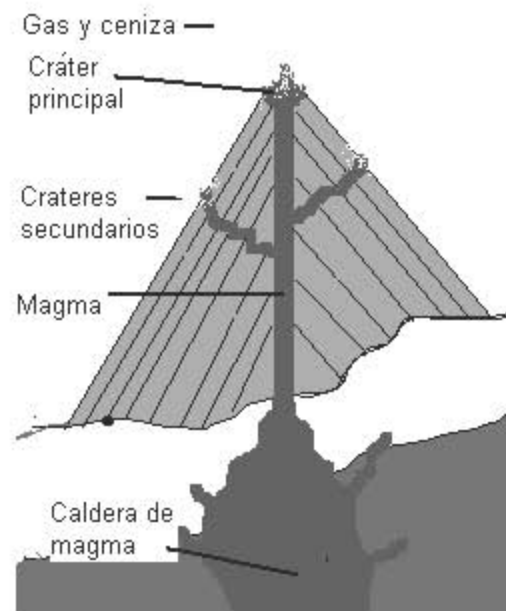 Gas y ceniza
Cráter
principal
Crateres
secundarios
Magma
Caldera de
magma